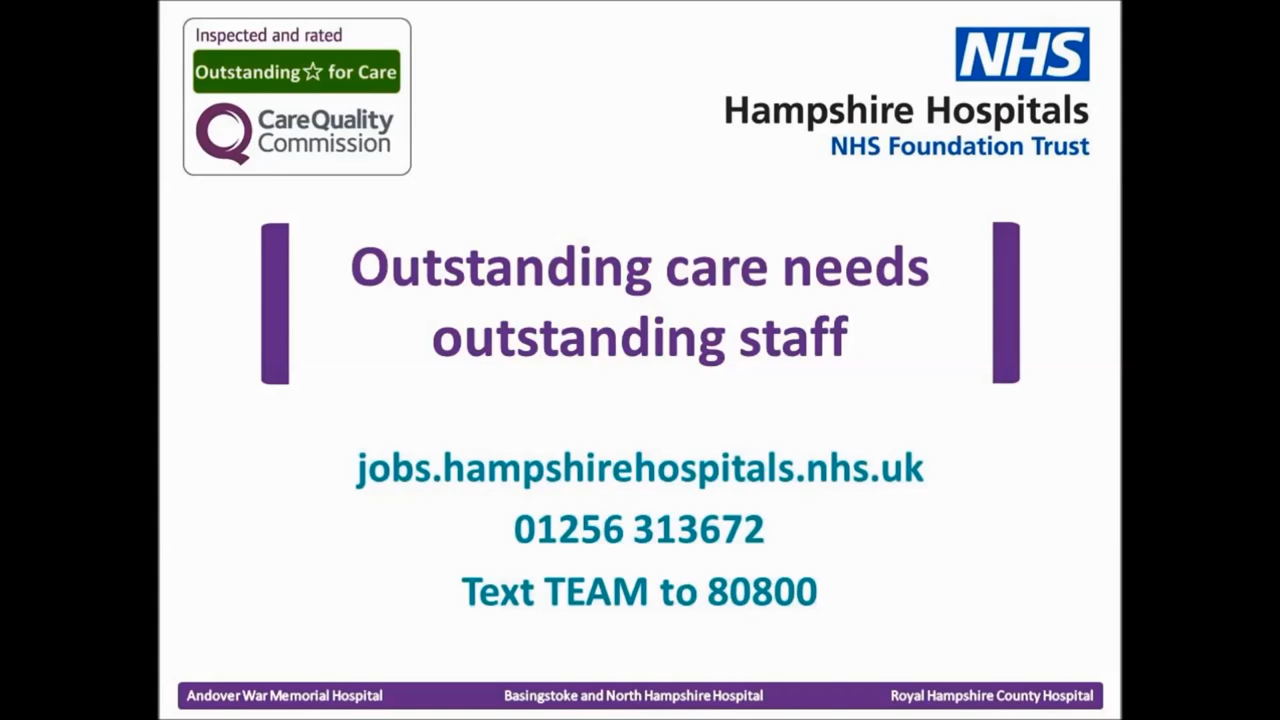 Inspected and rated
Outstanding☆ for Care
CareQuality
Commission
NHS
Hampshire Hospitals
NHS Foundation Trust
Outstanding care needs
outstanding staff
jobs.hampshirehospitals.nhs.uk
01256 313672
Text TEAM to 80800
Andover War Memorial Hospital
Basingstoke and North Hampshire Hospital
Royal Hampshire County Hospital